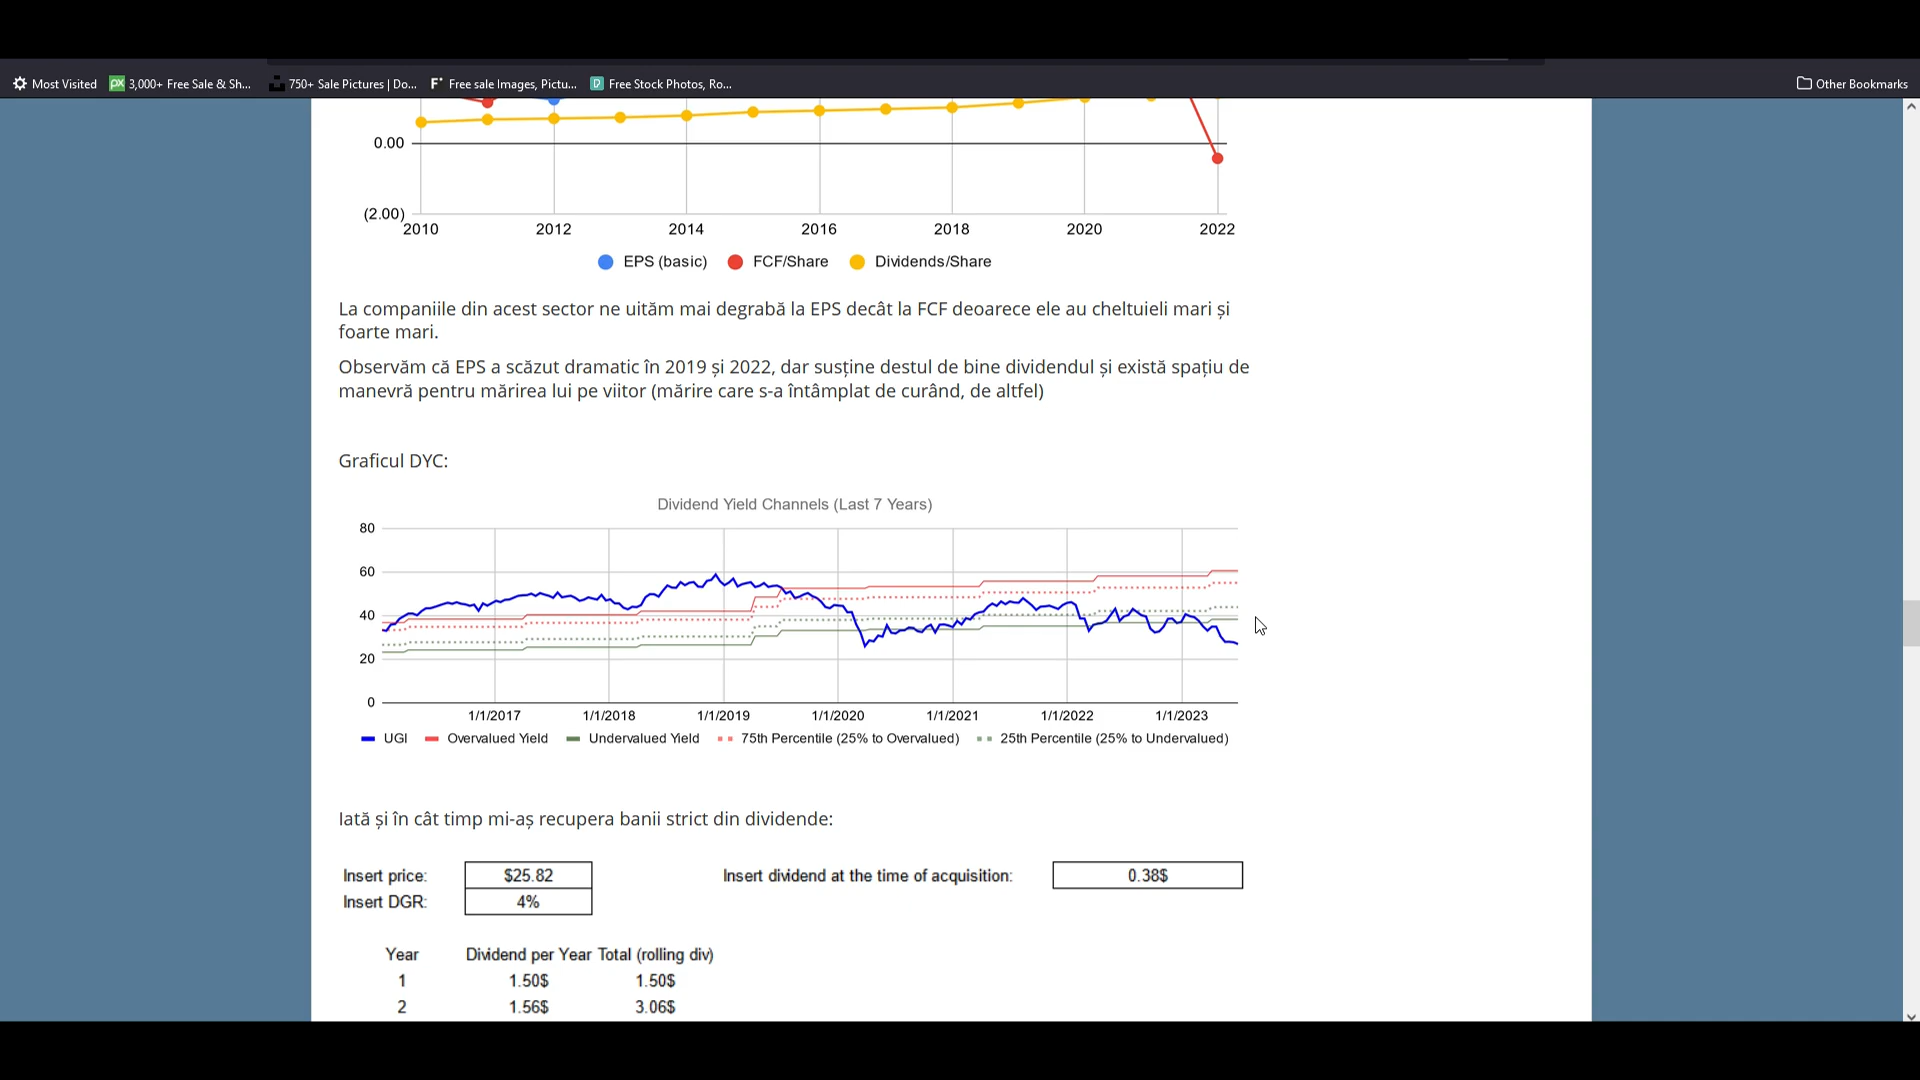 Most Visited 3,000+ Free Sale & Sh... 750+ Sale Pictures | Do... Free sale Images, Pictu... Free Stock Photos, Ro... Other Bookmarks
0.00
(2.00)
2010 2012 2014 2016 2018 2020 2022
EPS (basic) FCF/Share Dividends/Share
La companiile din acest sector ne uităm mai degrabă la EPS decât la FCF deoarece ele au cheltuieli mari și
foarte mari.
Observăm că EPS a scăzut dramatic în 2019 și 2022, dar susține destul de bine dividendul și există spațiu de
manevră pentru mărirea lui pe viitor (mărire care s-a întâmplat de curând, de altfel)
Graficul DYC:
Dividend Yield Channels (Last 7 Years)
80
60
40
20
0
1/1/2017 1/1/2018 1/1/2019 1/1/2020 1/1/2021 1/1/2022 1/1/2023
UGI Overvalued Yield Undervalued Yield 75th Percentile (25% to Overvalued) 25th Percentile (25% to Undervalued)
Iată și în cât timp mi-aș recupera banii strict din dividende:
Insert price: $25.82 Insert dividend at the time of acquisition: 0.38$
Insert DGR: 4%
Year Dividend per Year Total (rolling div)
1 1.50$ 1.50$
2 1.56$ 3.06$